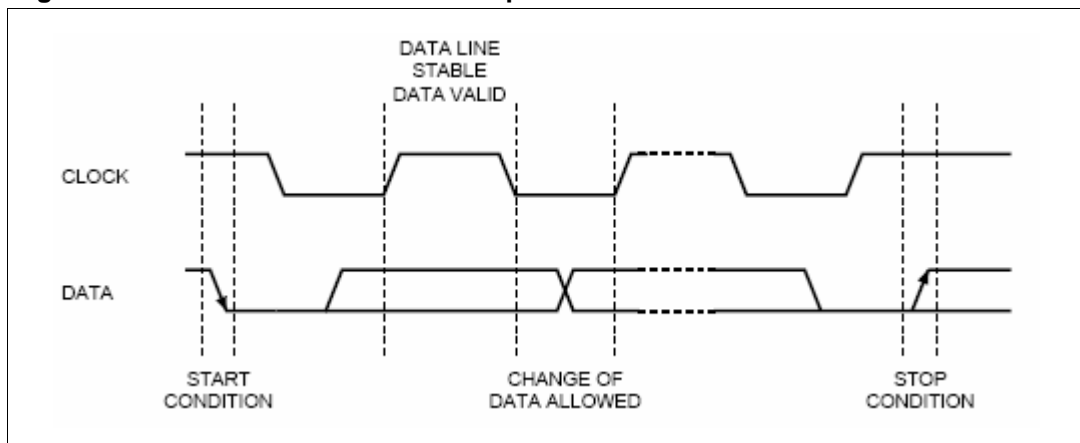 DATA LINE
STABLE
DATA VALID
CLOCK
DATA
START
CONDITION
CHANGE OF
DATA ALLOWED
STOP
CONDITION